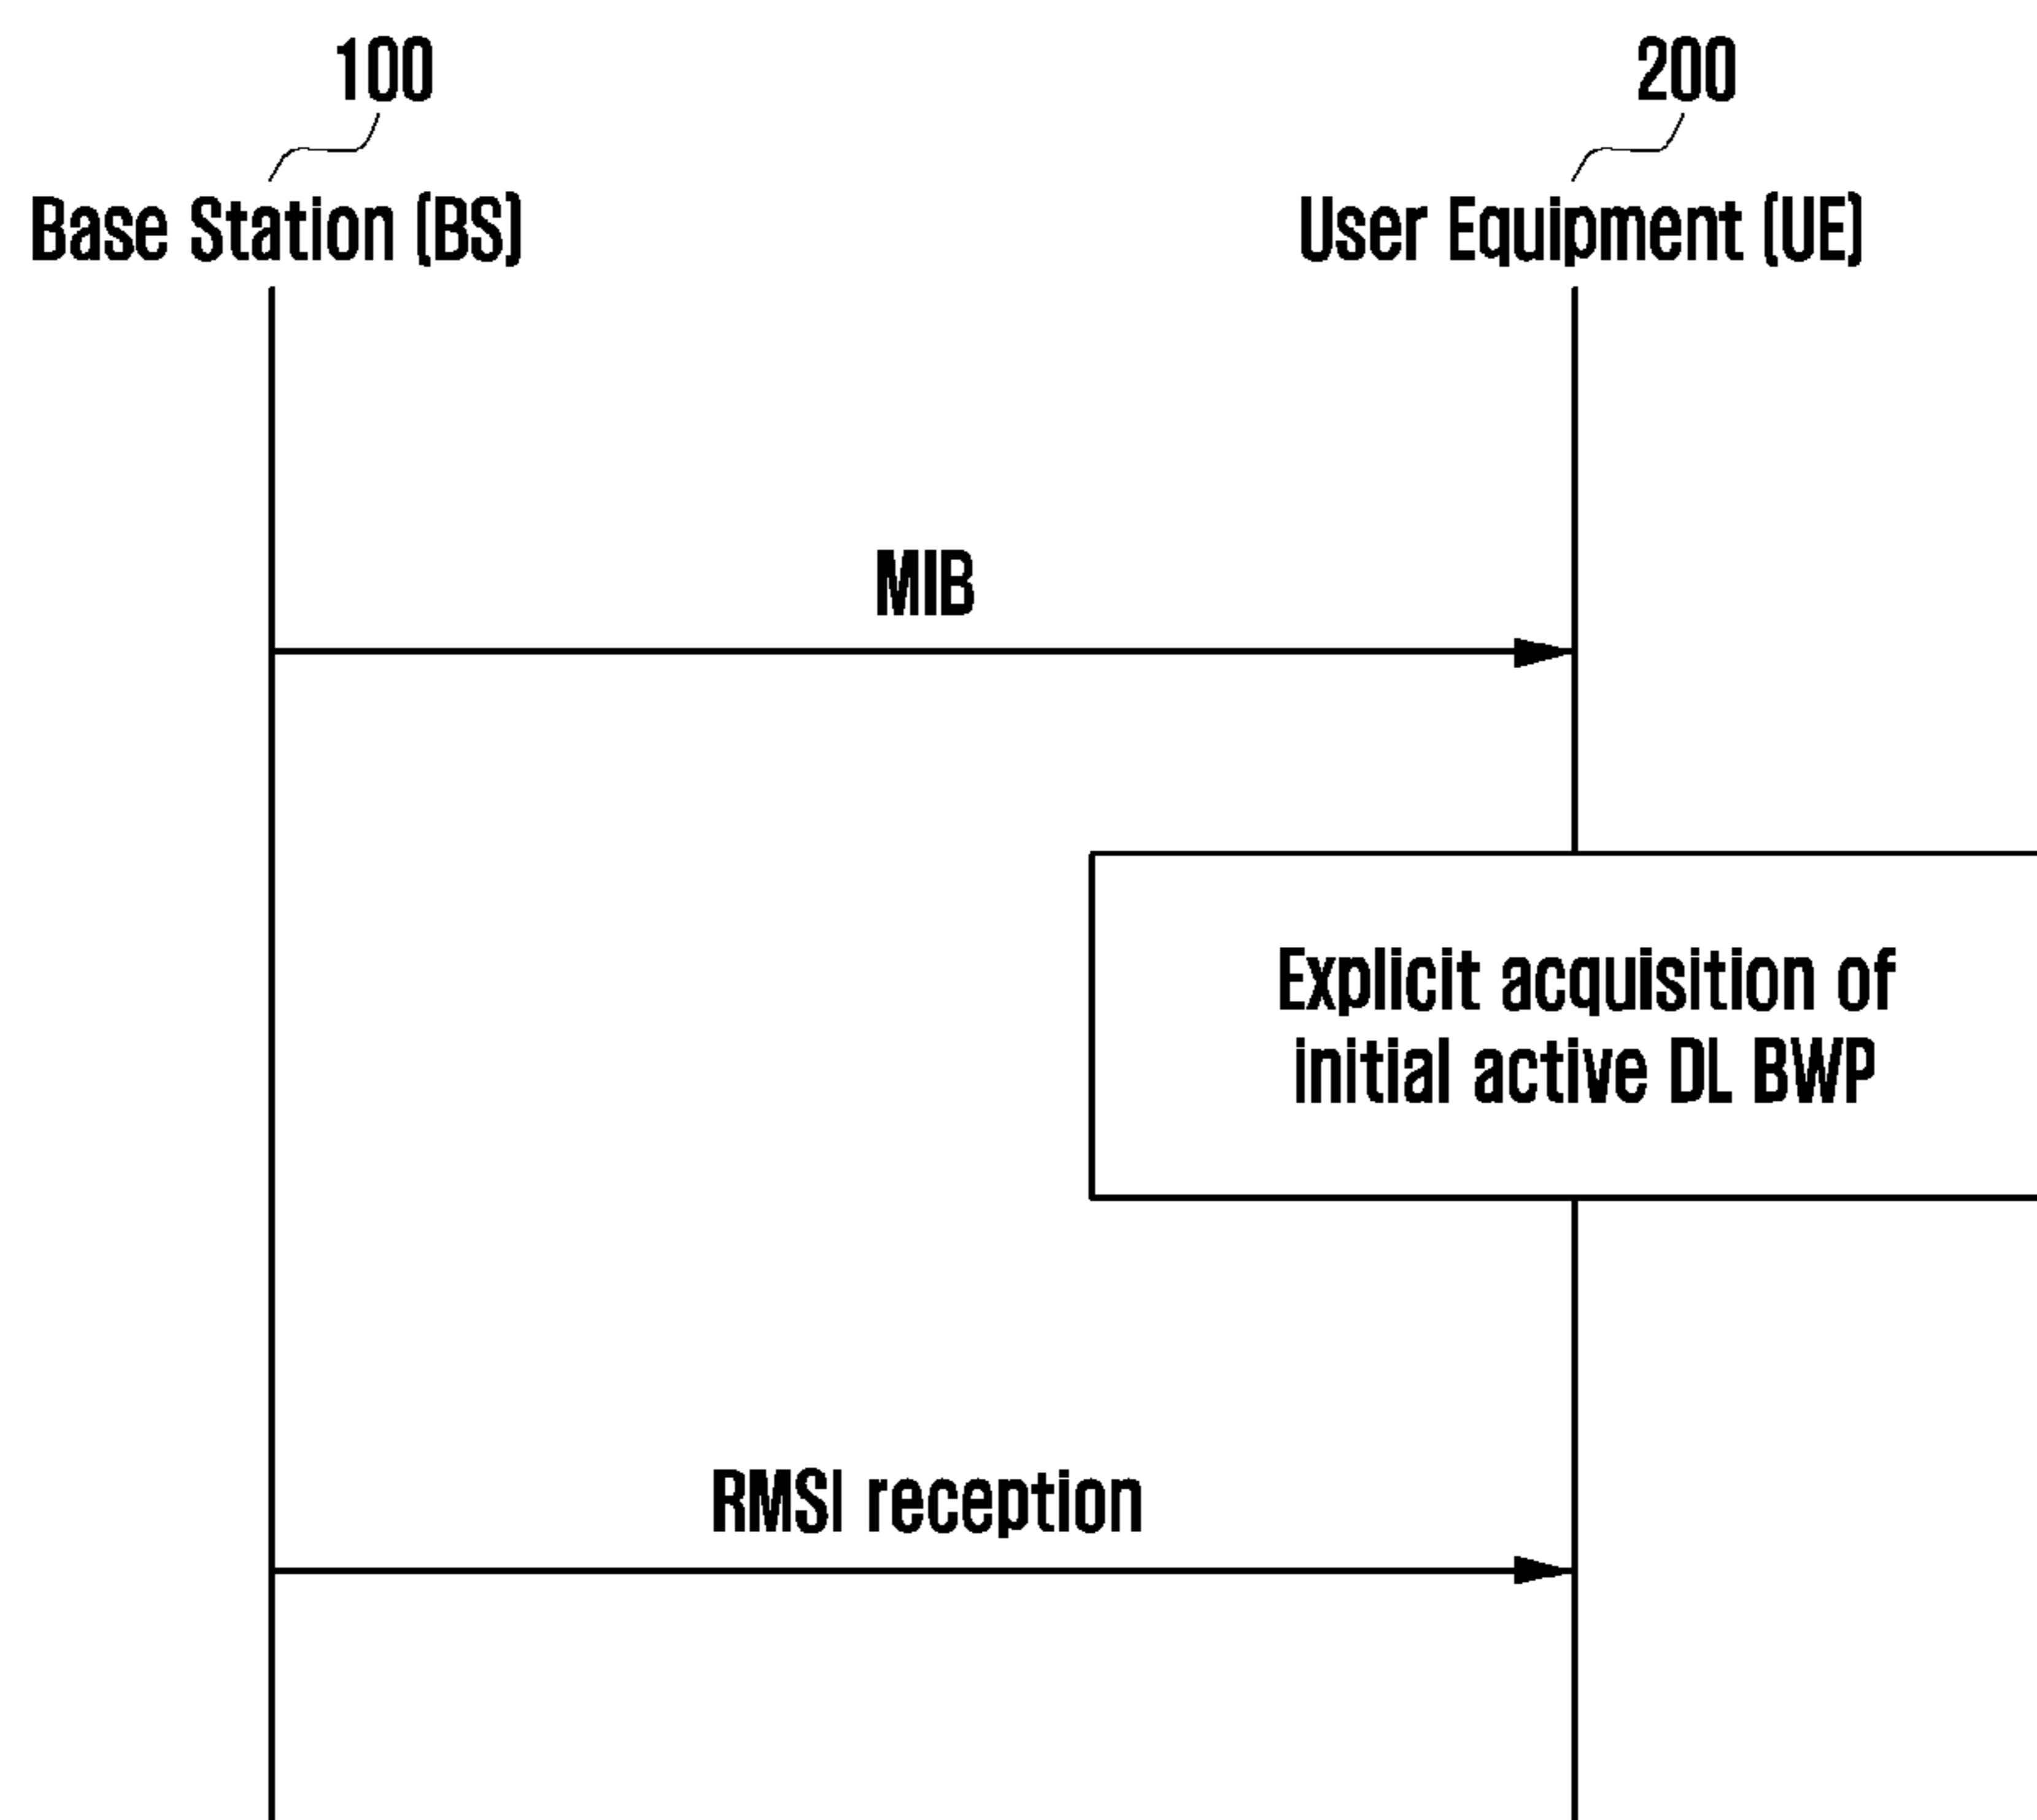 100
200
Base Station (BS)
User Equipment (UE)
MIB
Explicit acquisition of
initial active DL BWP
RMSI reception